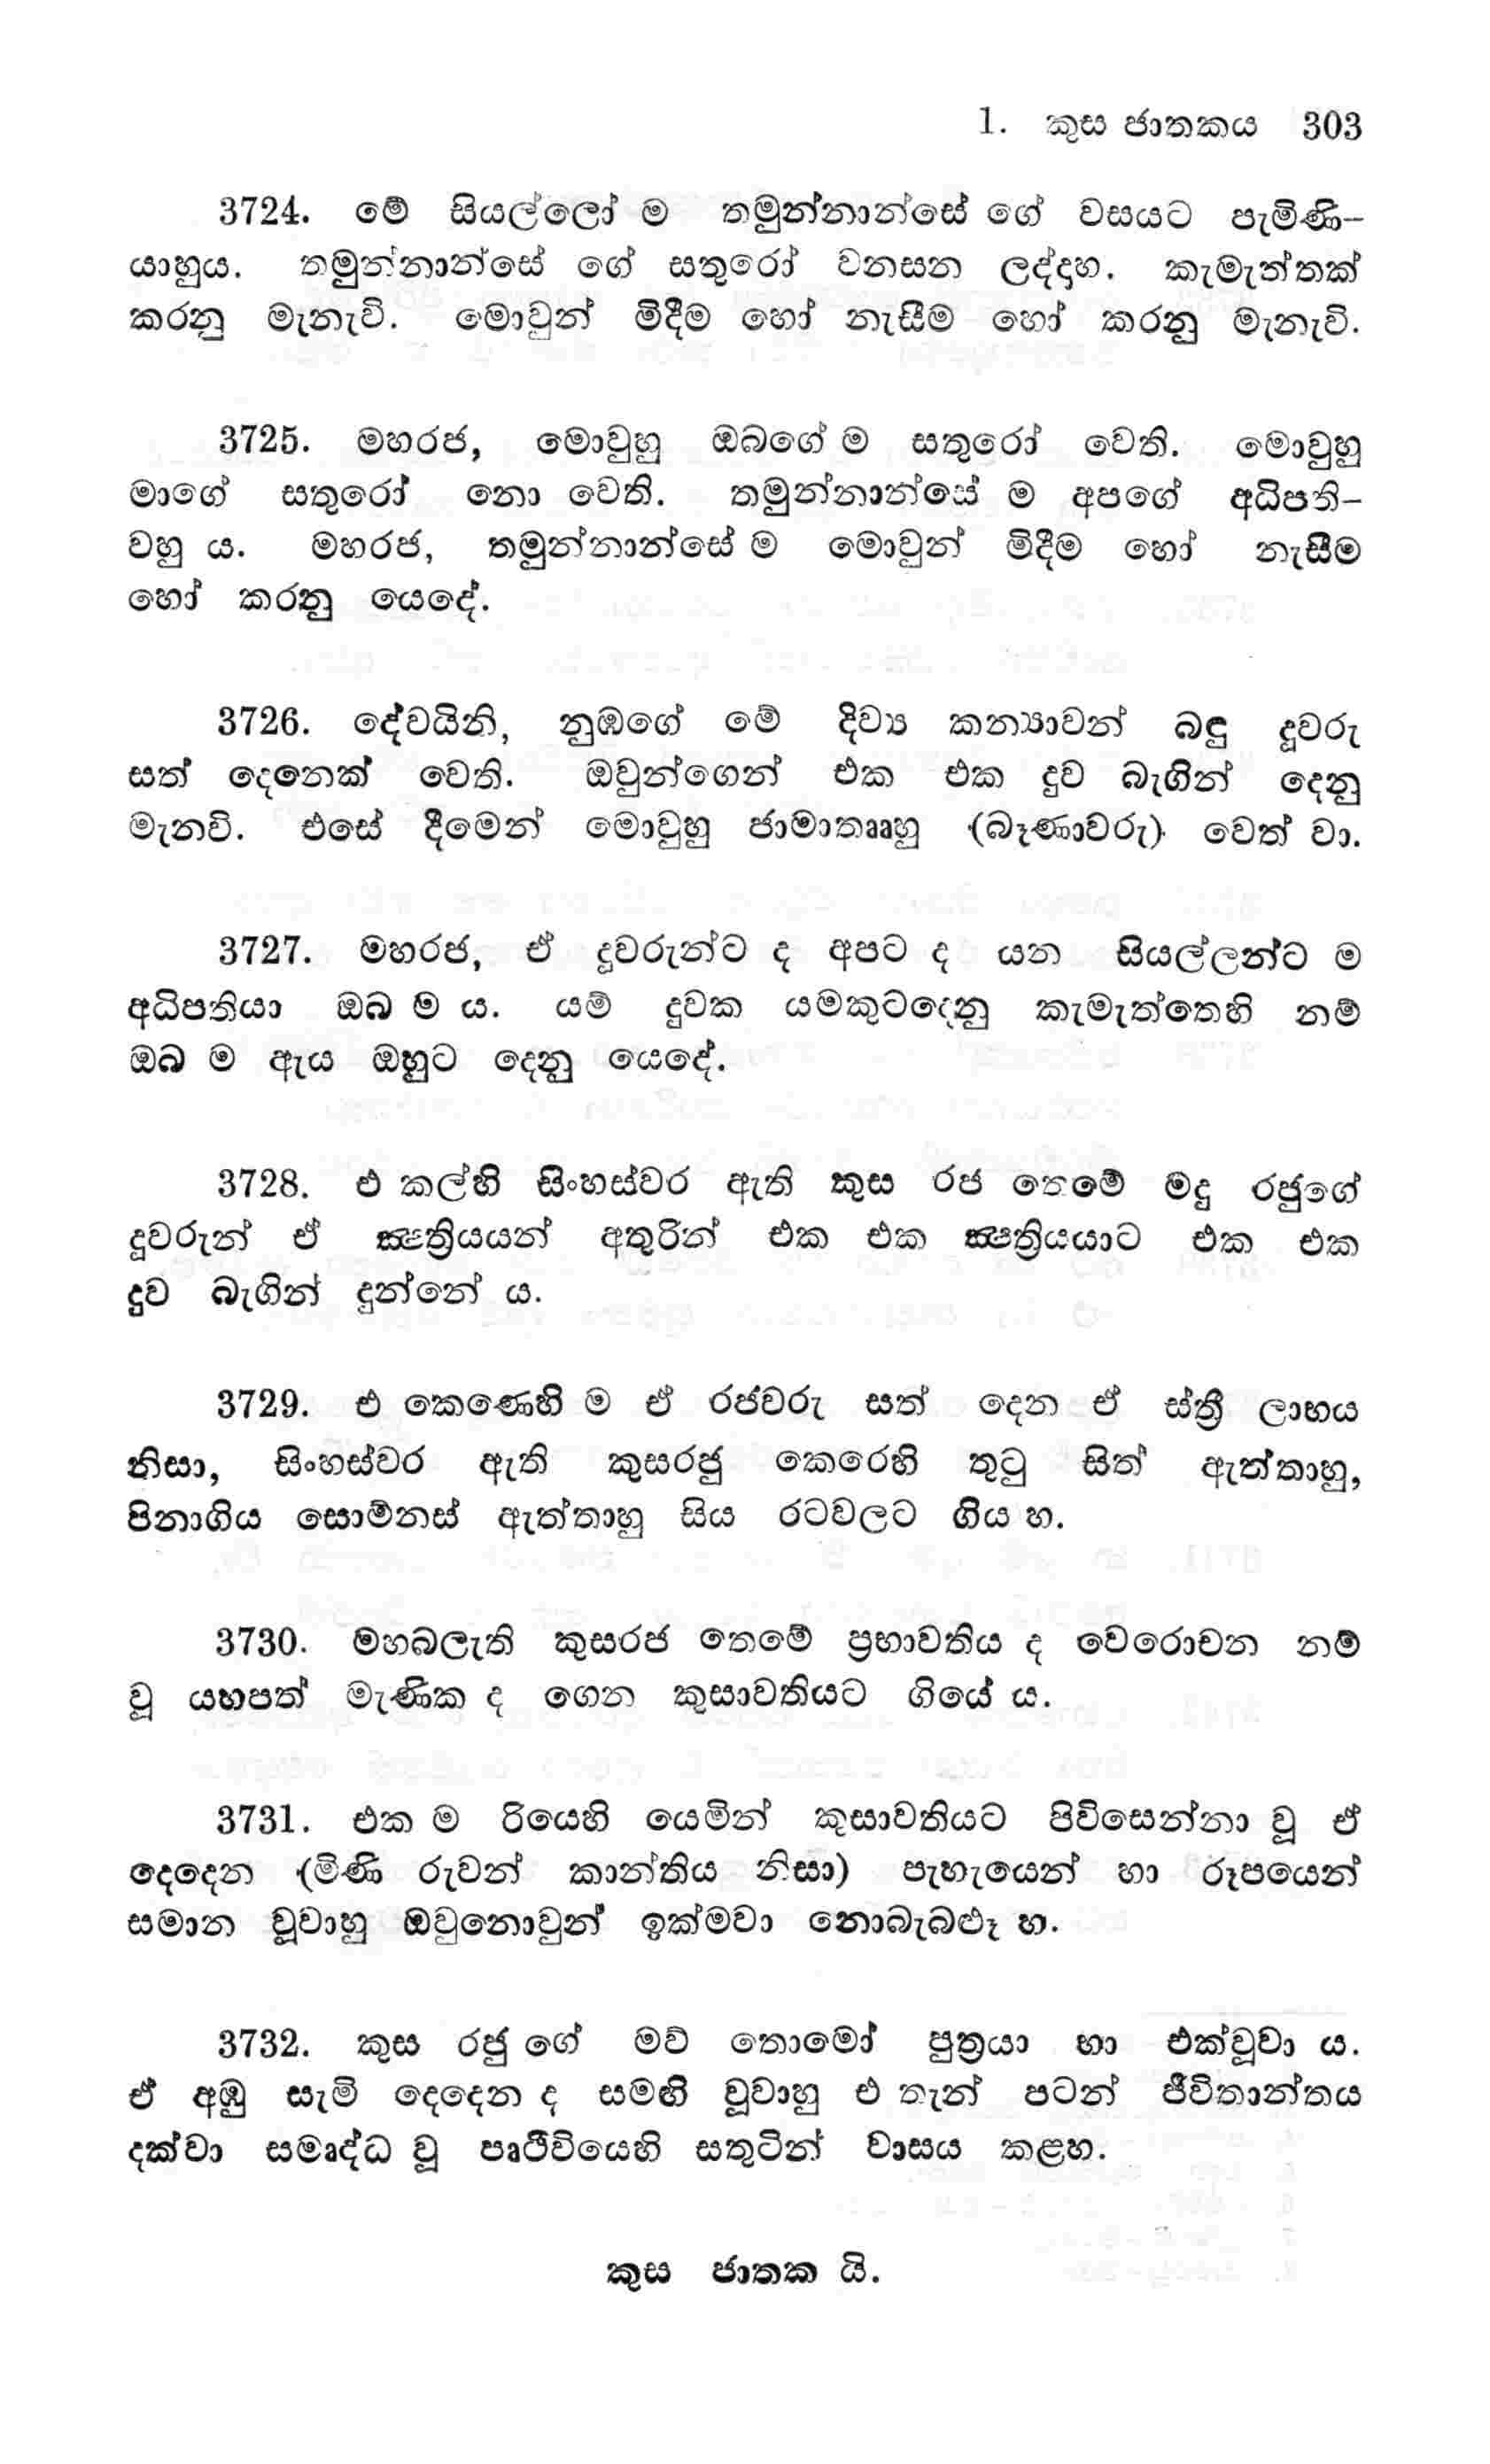 1. කුස ජාතකය 303
3724. මේ සියල්ලෝ ම තමුන්නාන්සේ ගේ වසයට පැමිණි-
යාහුය. තමුන්නාන්සේ ගේ සතුරෝ වනසන ලද්දාහ. කැමැත්තක්
කරනු මැනැවි. මොවුන් මිදීම හෝ නැසීම හෝ කරනු මැනැවි.
3725. මහරජ, මොවුහු ඔබගේ ම සතුරෝ වෙති. මොවුහු
මාගේ සතුරෝ නො වෙති. තමුන්නාන්සේ ම අපගේ අධිපති-
වහු ය. මහරජ, තමුන්නාන්සේ ම මොවුන් මිදීම හෝ නැසීම
හෝ කරනු යෙදේ.
3726. දේවයිනි, නුඹගේ මේ දිව්‍ය කන්‍යාවන් බඳු දූවරු
සත් දෙනෙක් වෙති. ඔවුන්ගෙන් එක එක දුව බැගින් දෙනු
මැනවි. එසේ දීමෙන් මොවුහු ජාමාතෲහු (බෑණාවරු) වෙත් වා.
3727. මහරජ, ඒ දූවරුන්ට ද අපට ද යන සියල්ලන්ට ම
අධිපතියා ඔබ ම ය. යම් දුවක යමකුටදෙනු කැමැත්තෙහි නම්
ඔබ ම ඇය ඔහුට දෙනු යෙදේ.
3728. එ කල්හි සිංහස්වර ඇති කුස රජ තෙමේ මදු රජුගේ
දූවරුන් ඒ ක්‍ෂත්‍රියයන් අතුරින් එක එක ක්‍ෂත්‍රියයාට එක එක
දුව බැගින් දුන්නේ ය.
3729. එ කෙණෙහි ම ඒ රජවරු සත් දෙන ඒ ස්ත්‍රී ලාභය
නිසා, සිංහස්වර ඇති කුසරජු කෙරෙහි තුටු සිත් ඇත්තාහු,
පිනාගිය සොම්නස් ඇත්තාහු සිය රටවලට ගිය හ.
3730. මහබලැති කුසරජ තෙමේ ප්‍රභාවතිය ද වෙරොචන නම්
වූ යහපත් මැණික ද ගෙන කුසාවතියට ගියේ ය.
3731. එක ම රියෙහි යෙමින් කුසාවතියට පිවිසෙන්නා වූ ඒ
දෙදෙන (මිණි රුවන් කාන්තිය නිසා) පැහැයෙන් හා රූපයෙන්
සමාන වූවාහු ඔවුනොවුන් ඉක්මවා නොබැබළූ හ.
3732. කුස රජු ගේ මව් තොමෝ පුත්‍රයා හා එක්වූවා ය.
ඒ අඹු සැමි දෙදෙන ද සමඟි වූවාහු එ තැන් පටන් ජීවිතාන්තය
දක්වා සමෘද්ධ වූ පෘථිවියෙහි සතුටින් වාසය කළහ.
කුස ජාතක යි.